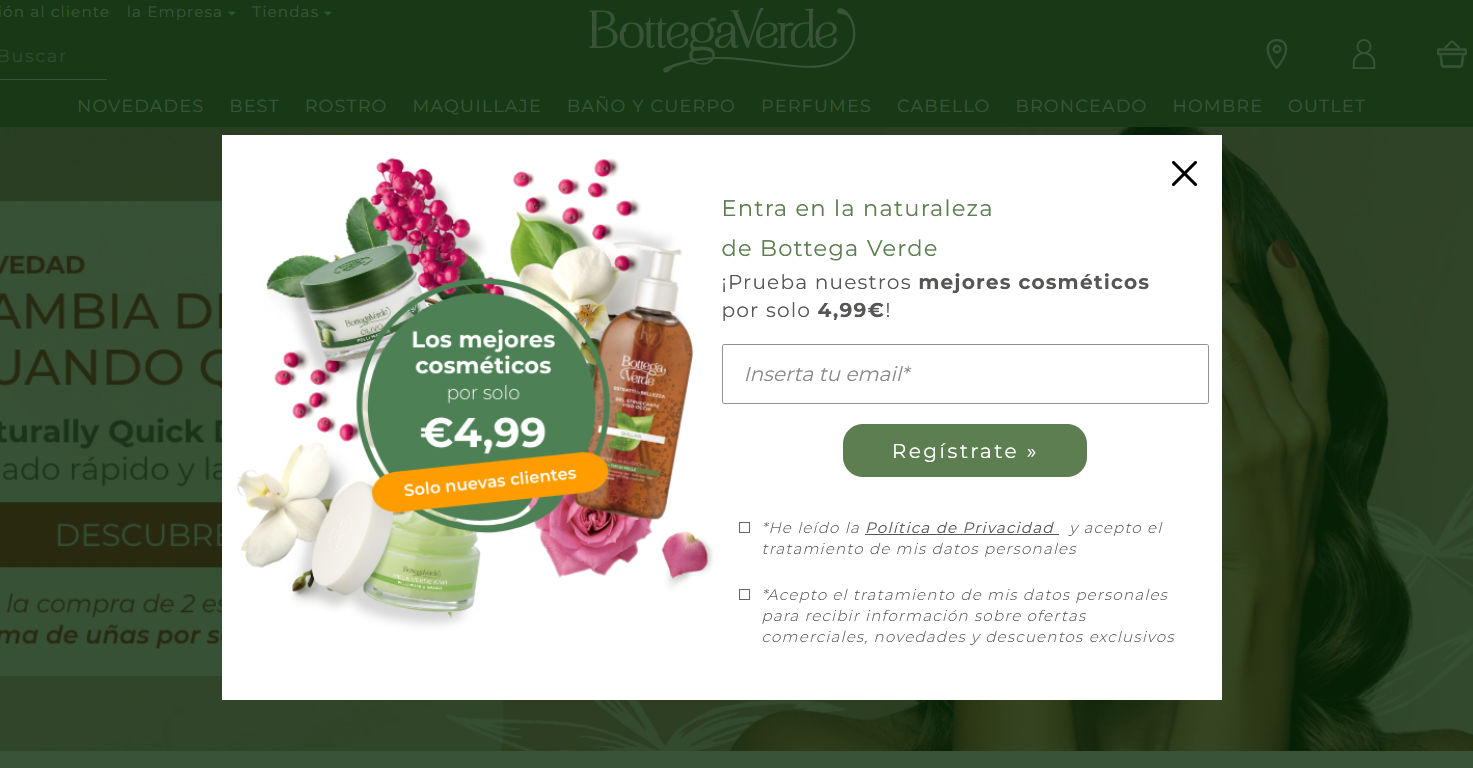 ión al cliente la Empresa Tiendas
BottegaVerde
Buscar
NOVEDADES BEST ROSTRO MAQUILLAJE BAÑO Y CUERPO PERFUMES CABELLO BRONCEADO HOMBRE OUTLET
VEDAD
AMBIA DE
UANDO Q
turally Quick D
ado rápido y la
DESCUBRE
la compra de 2 es
ma de uñas por s
BottegaVerde
Los mejores
cosméticos
por solo
€4,99
Solo nuevas clientes
Bottega
Verde
BottegaVerde
Entra en la naturaleza
de Bottega Verde
¡Prueba nuestros mejores cosméticos
por solo 4,99€!
Inserta tu email*
Regístrate »
*He leído la Política de Privacidad y acepto el
tratamiento de mis datos personales
*Acepto el tratamiento de mis datos personales
para recibir información sobre ofertas
comerciales, novedades y descuentos exclusivos